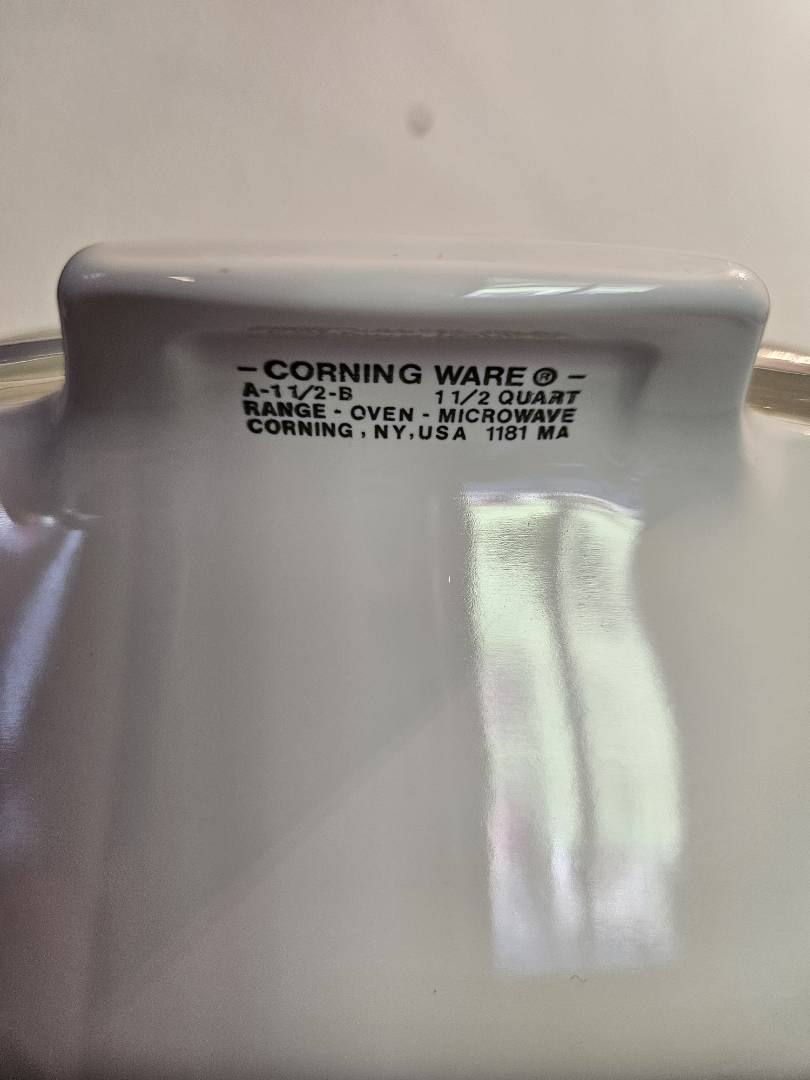 - CORNING WARE ® -
A-1 1/2-B 1 1/2 QUART
RANGE - OVEN - MICROWAVE
CORNING, NY, USA 1181 MA